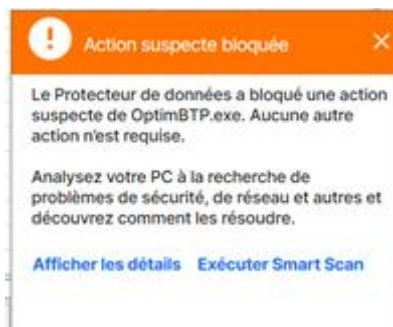 Action suspecte bloquée
Le Protecteur de données a bloqué une action
suspecte de OptimBTP.exe. Aucune autre
action n'est requise.
Analysez votre PC à la recherche de
problèmes de sécurité, de réseau et autres et
découvrez comment les résoudre.
Afficher les détails Exécuter Smart Scan